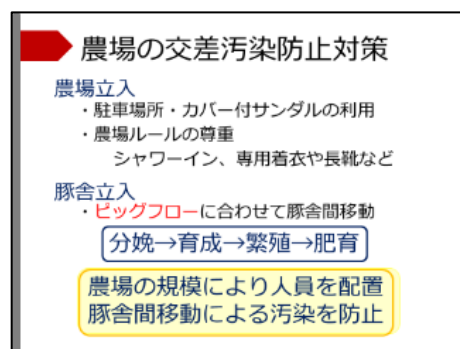 農場の交差汚染防止対策
農場立入
・駐車場所・カバー付サンダルの利用
・農場ルールの尊重
シャワーイン、専用着衣や長靴など
豚舎立入
・ピッグフローに合わせて豚舎間移動
分娩→育成→繁殖→肥育
農場の規模により人員を配置
豚舎間移動による汚染を防止